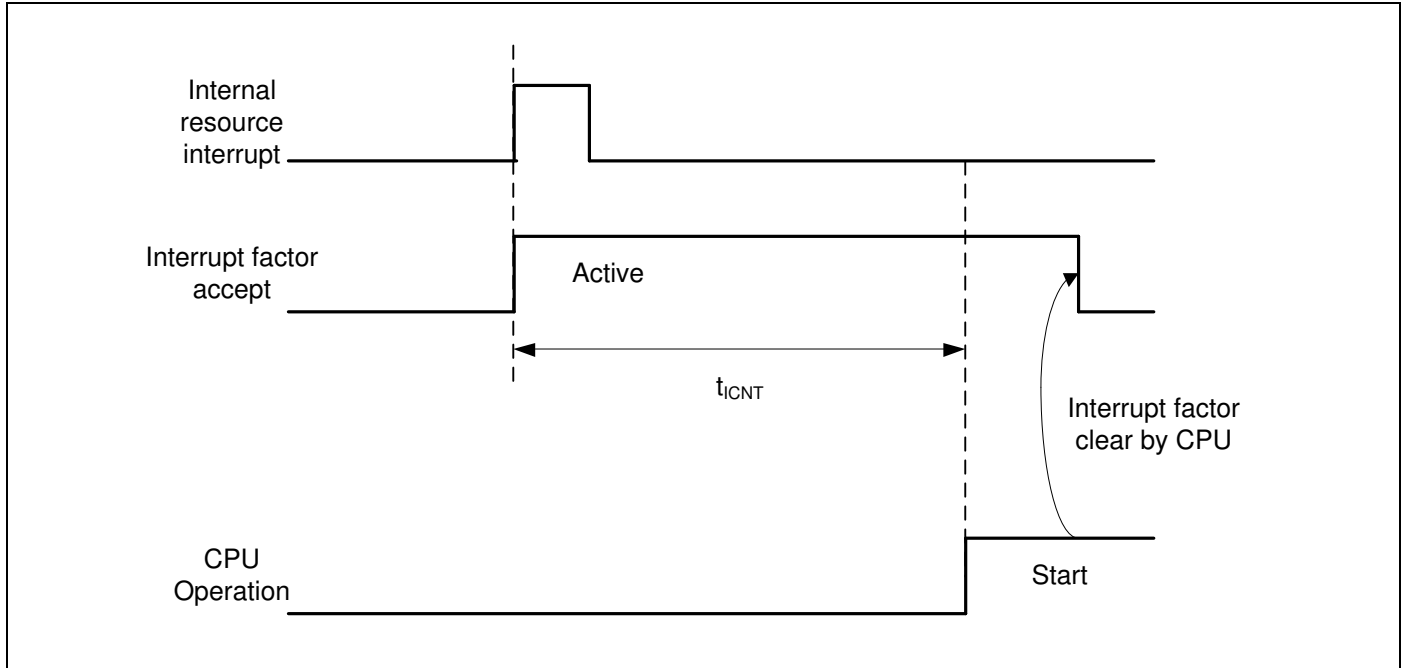 Internal
resource
interrupt
Interrupt factor
accept
Active
tICNT
Interrupt factor
clear by CPU
CPU
Operation
Start